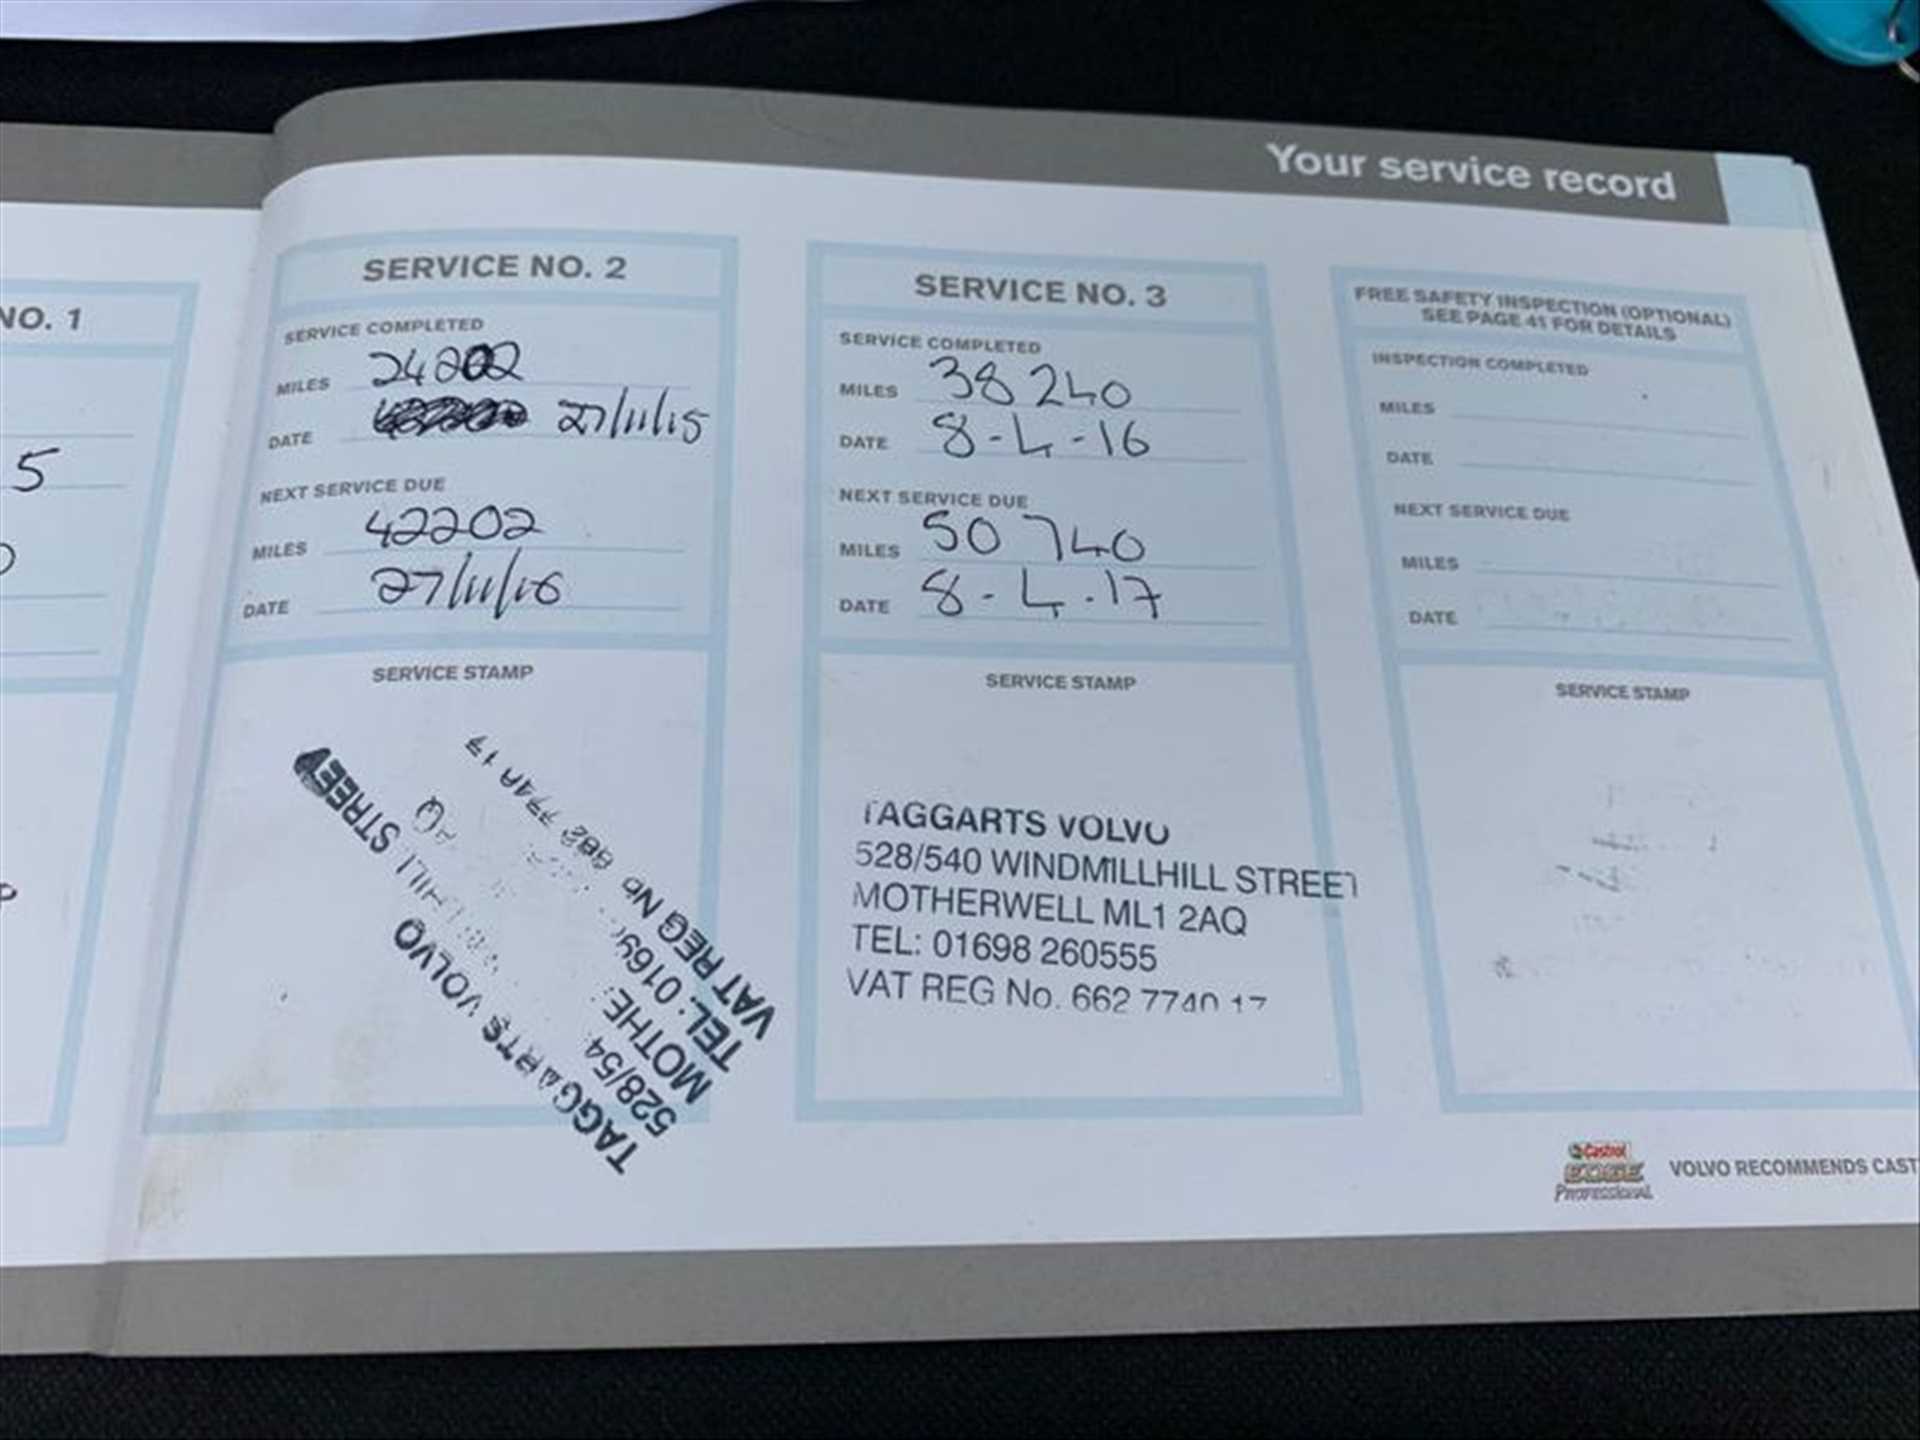 Your service record
NO. 1
5
SERVICE NO. 2
SERVICE COMPLETED
MILES 24202
DATE 27/11/15
NEXT SERVICE DUE
MILES 42202
DATE 27/11/16
SERVICE STAMP
TAGGARTS VOLVO
528/54 HILL STREET
MOTHE
TEL: 0169
VAT REG No
SERVICE NO. 3
SERVICE COMPLETED
MILES 38240
DATE 8-4-16
NEXT SERVICE DUE
MILES 50740
DATE 8-4-17
SERVICE STAMP
TAGGARTS VOLVO
528/540 WINDMILLHILL STREET
MOTHERWELL ML1 2AQ
TEL: 01698 260555
VAT REG No. 662 7740 17
FREE SAFETY INSPECTION (OPTIONAL)
SEE PAGE 41 FOR DETAILS
INSPECTION COMPLETED
MILES
DATE
NEXT SERVICE DUE
MILES
DATE
SERVICE STAMP
Castrol
EDGE
Professional
VOLVO RECOMMENDS CAST